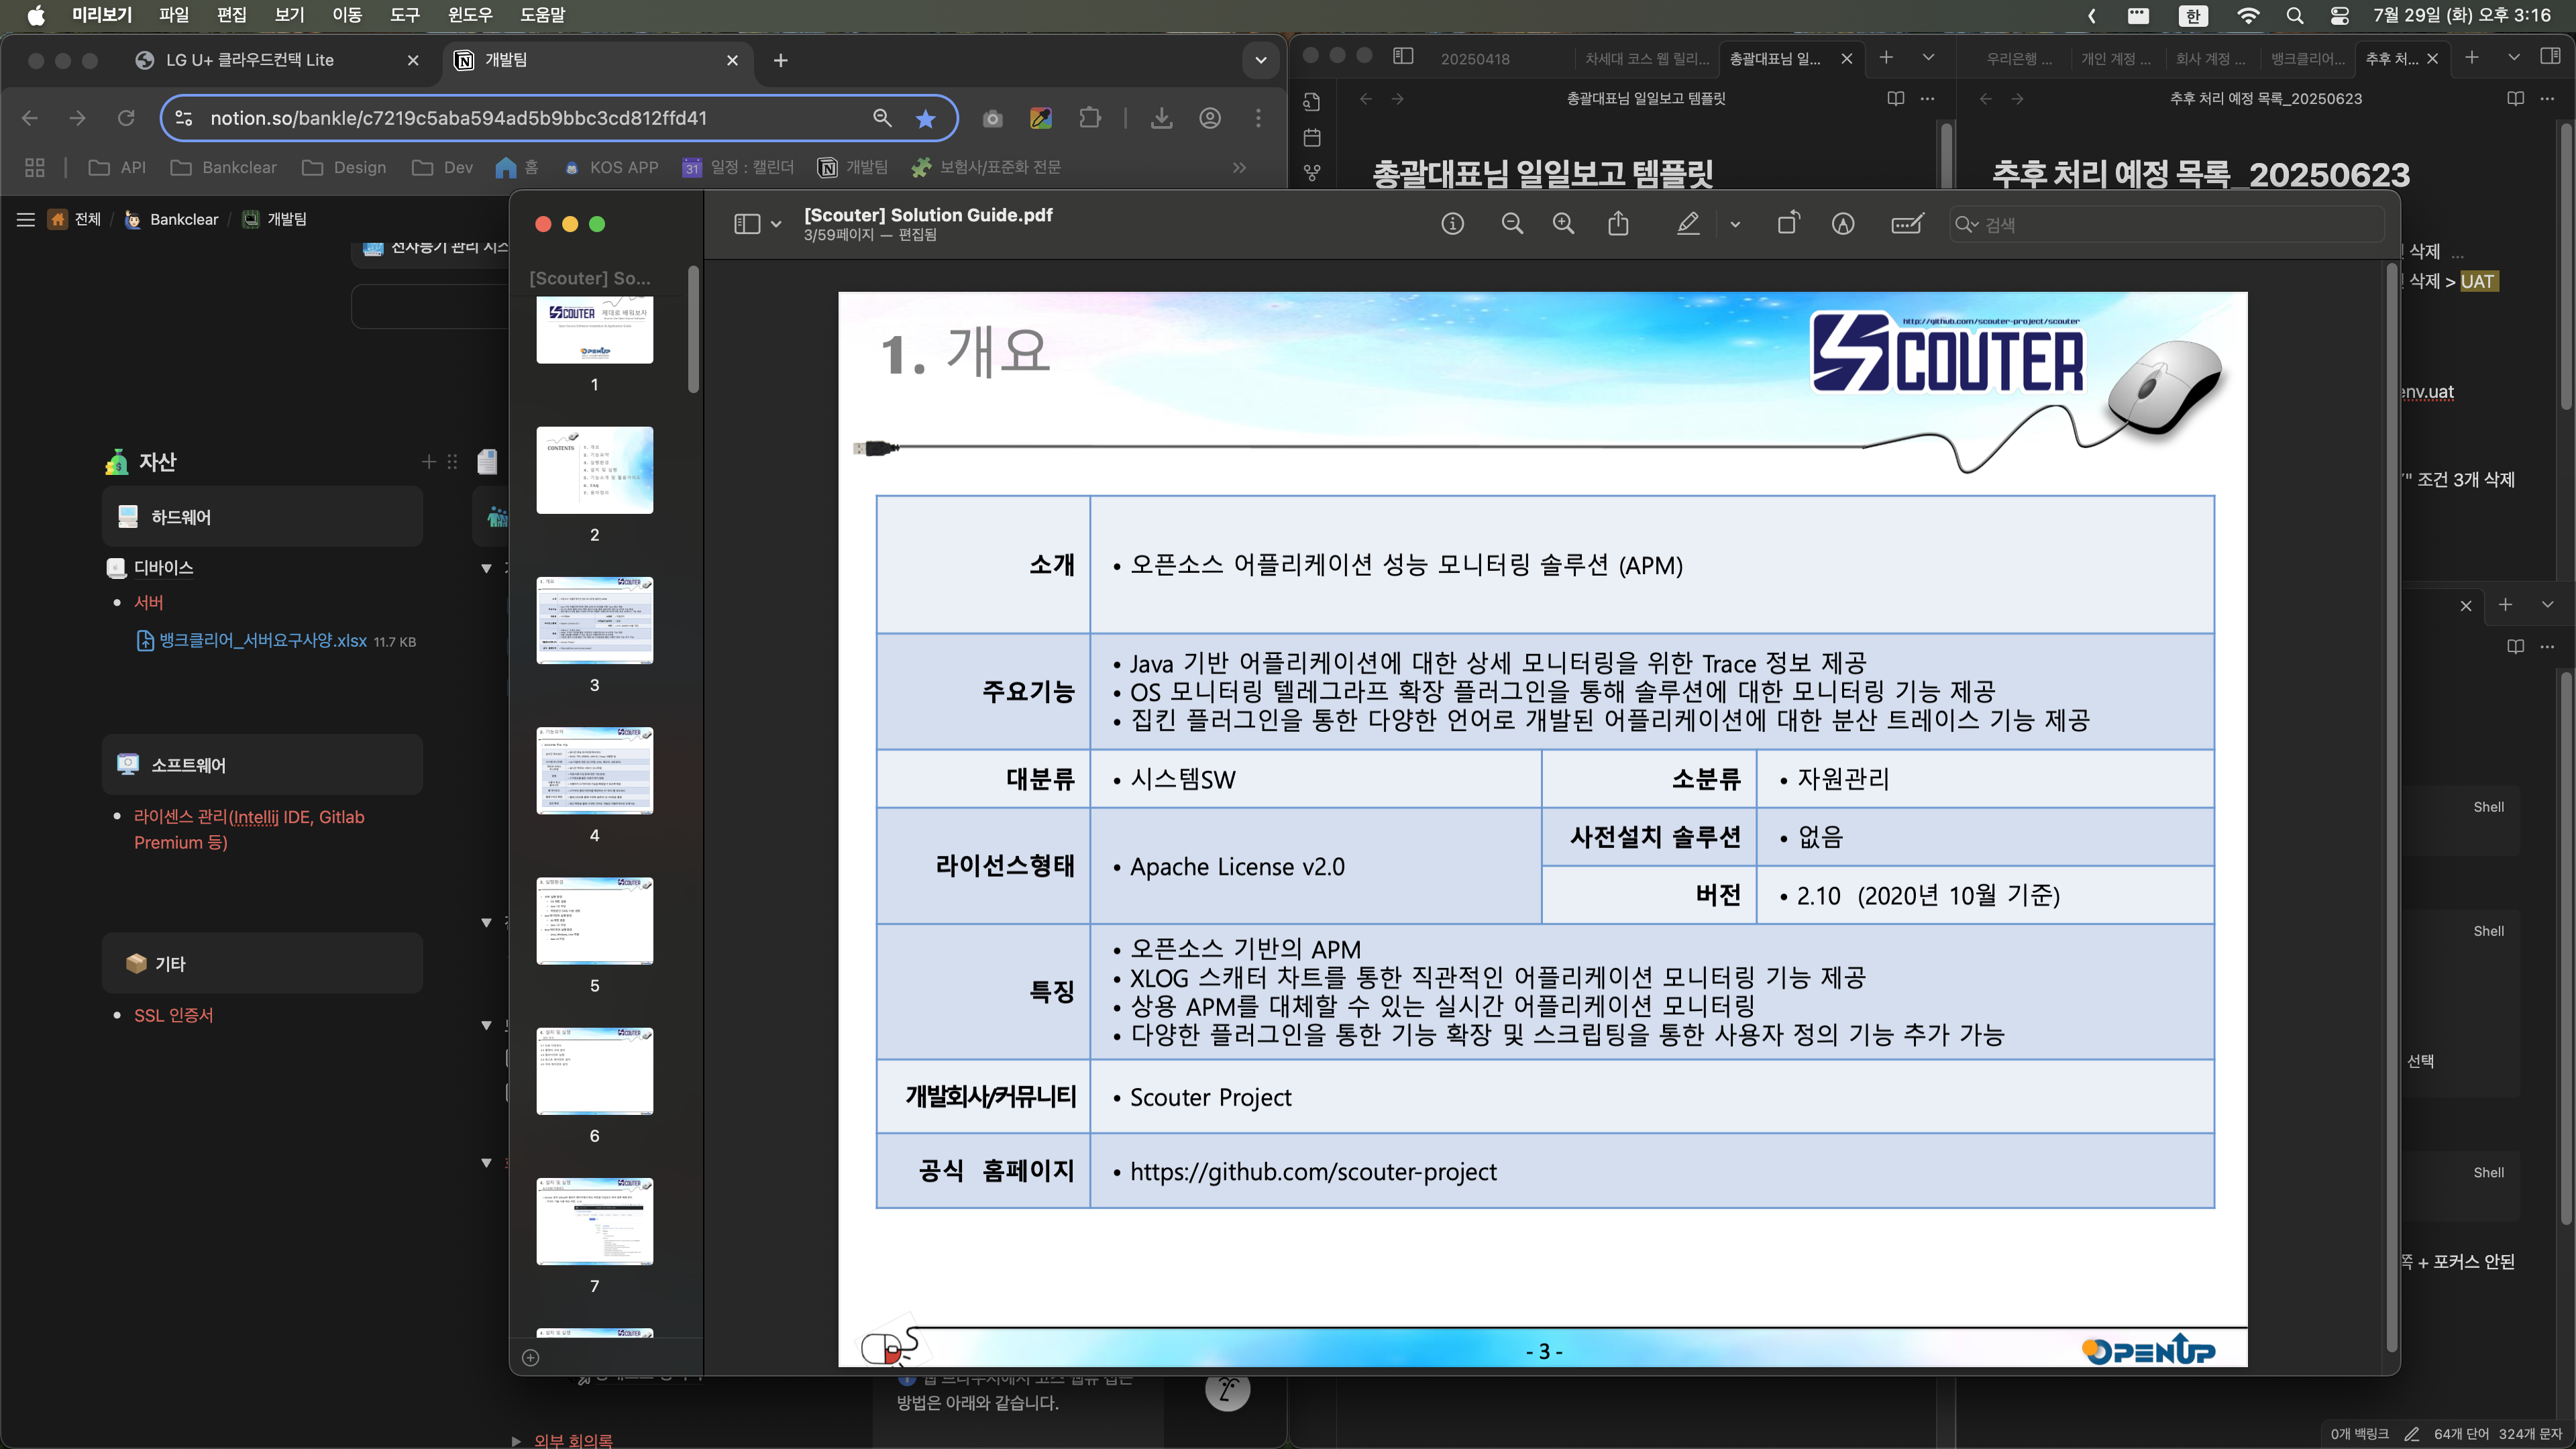 미리보기 파일 편집 보기 이동 도구 윈도우 도움말
한 7월 29일 (화) 오후 3:16
LG U+ 클라우드컨택 Lite
개발팀
notion.so/bankle/c7219c5aba594ad5b9bbc3cd812ffd41
API Bankclear Design Dev 홈 KOS APP 31 일정 : 캘린더 개발팀 보험사/표준화 전문
전체 / Bankclear / 개발팀
전자등기 관리 시스
자산
하드웨어
디바이스
서버
뱅크클리어_서버요구사양.xlsx 11.7 KB
소프트웨어
라이센스 관리(Intellij IDE, Gitlab
Premium 등)
기타
SSL 인증서
방법은 아래와 같습니다.
외부 회의록
20250418 차세대 코스 웹 릴리... 총괄대표님 일...
총괄대표님 일일보고 템플릿
총괄대표님 일일보고 템플릿
우리은행 ... 개인 계정 ... 회사 계정 ... 뱅크클리어... 추후 처...
추후 처리 예정 목록_20250623
추후 처리 예정 목록_20250623
삭제 ...
삭제 > UAT
env.uat
" 조건 3개 삭제
Shell
Shell
선택
Shell
쪽 + 포커스 안된
0개 백링크 64개 단어 324개 문자
[Scouter] Solution Guide.pdf
3/59페이지 — 편집됨
검색
[Scouter] So...
SCOUTER 제대로 배워보자
OPENUP
1
CONTENTS
2
3
4
5
6
7
1. 개요
http://github.com/scouter-project/scouter
SCOUTER
소개
• 오픈소스 어플리케이션 성능 모니터링 솔루션 (APM)
주요기능
• Java 기반 어플리케이션에 대한 상세 모니터링을 위한 Trace 정보 제공
• OS 모니터링 텔레그라프 확장 플러그인을 통해 솔루션에 대한 모니터링 기능 제공
• 집킨 플러그인을 통한 다양한 언어로 개발된 어플리케이션에 대한 분산 트레이스 기능 제공
대분류 • 시스템SW 소분류 • 자원관리
라이선스형태 • Apache License v2.0 사전설치 솔루션 • 없음
버전 • 2.10 (2020년 10월 기준)
특징
• 오픈소스 기반의 APM
• XLOG 스캐터 차트를 통한 직관적인 어플리케이션 모니터링 기능 제공
• 상용 APM를 대체할 수 있는 실시간 어플리케이션 모니터링
• 다양한 플러그인을 통한 기능 확장 및 스크립팅을 통한 사용자 정의 기능 추가 가능
개발회사/커뮤니티 • Scouter Project
공식 홈페이지 • https://github.com/scouter-project
- 3 -
OPENUP